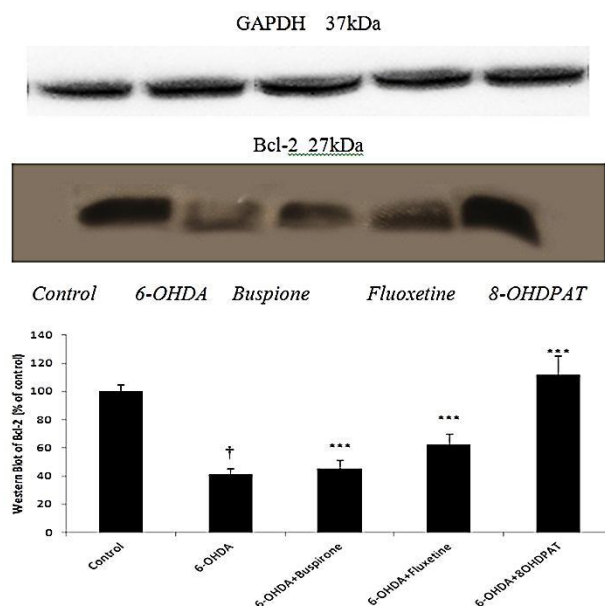 GAPDH 37kDa
Bcl-2 27kDa
Control 6-OHDA Buspione Fluoxetine 8-OHDPAT
Western Blot of Bcl-2 (% of control)
140
120
100
80
60
40
20
0
†
***
***
***
Control
6-OHDA
6-OHDA+Buspirone
6-OHDA+Fluxetine
6-OHDA+8OHDPAT